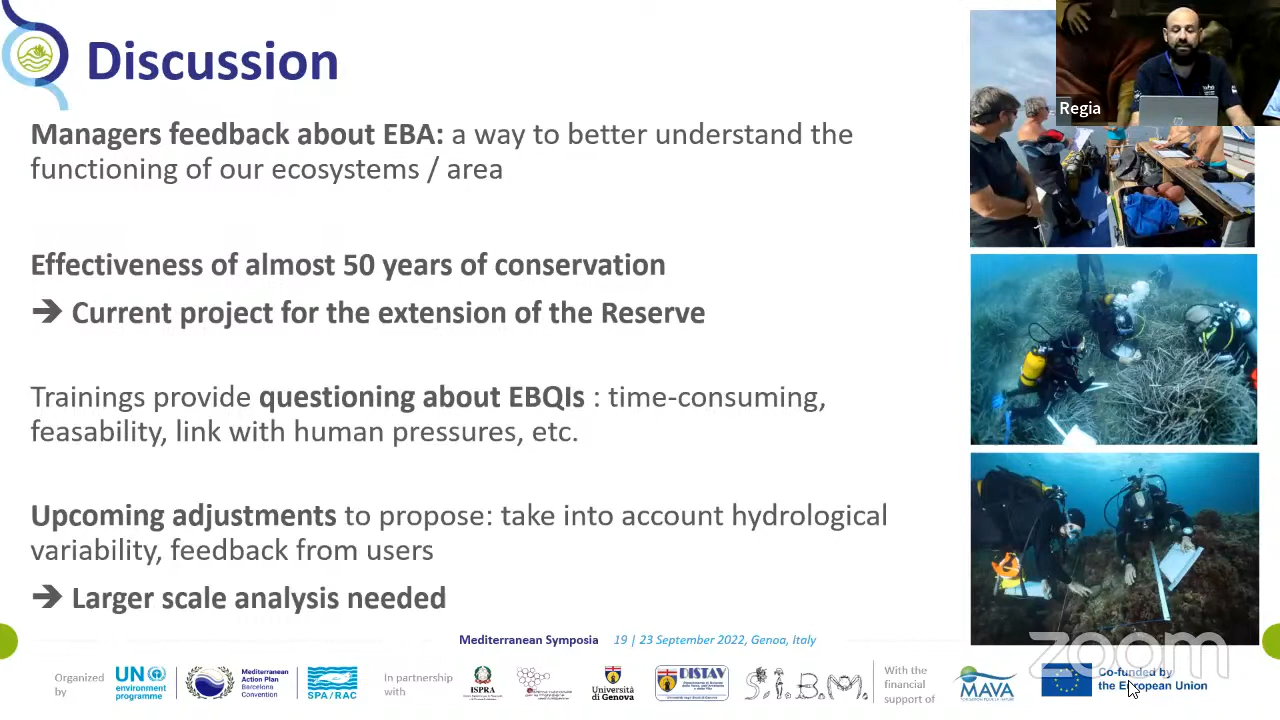 Discussion
Regia
Managers feedback about EBA: a way to better understand the
functioning of our ecosystems / area
Effectiveness of almost 50 years of conservation
➔ Current project for the extension of the Reserve
Trainings provide questioning about EBQIs : time-consuming,
feasability, link with human pressures, etc.
Upcoming adjustments to propose: take into account hydrological
variability, feedback from users
➔ Larger scale analysis needed
Mediterranean Symposia 19 | 23 September 2022, Genoa, Italy
zoom
Organized
by
UN
environment
programme
Mediterranean
Action Plan
Barcelona
Convention
SPA/RAC
In partnership
with
ISPRA
Università
di Genova
DISTAV
S.I.B.M.
With the
financial
support of
MAVA
Co-funded by
the European Union